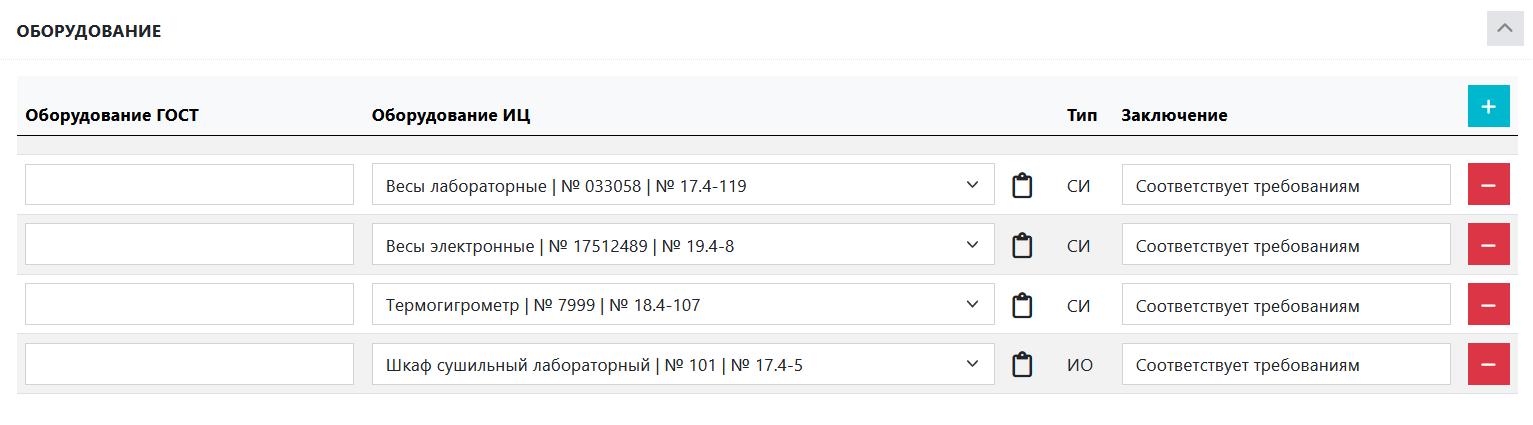 ОБОРУДОВАНИЕ
Оборудование ГОСТ Оборудование ИЦ Тип Заключение
Весы лабораторные | № 033058 | № 17.4-119 СИ Соответствует требованиям
Весы электронные | № 17512489 | № 19.4-8 СИ Соответствует требованиям
Термогигрометр | № 7999 | № 18.4-107 СИ Соответствует требованиям
Шкаф сушильный лабораторный | № 101 | № 17.4-5 ИО Соответствует требованиям